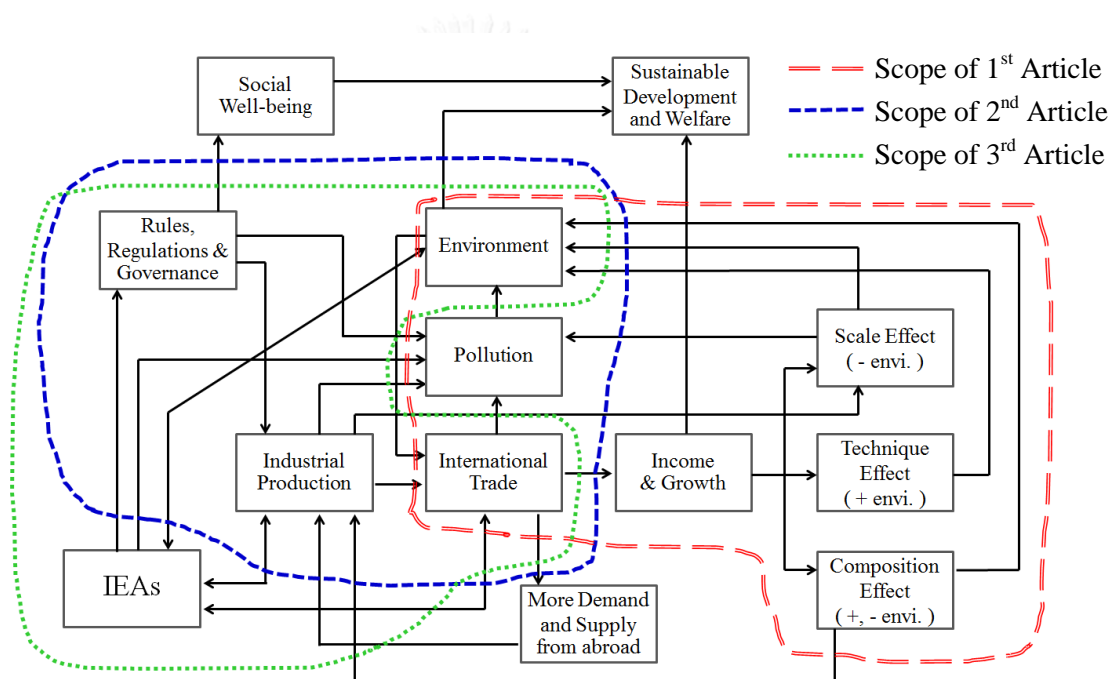 Social
Well-being
Sustainable
Development
and Welfare
Scope of 1st Article
Scope of 2nd Article
Scope of 3rd Article
Rules,
Regulations &
Governance
Environment
Pollution
Scale Effect
( - envi. )
Industrial
Production
International
Trade
Income
& Growth
Technique
Effect
( + envi. )
IEAs
More Demand
and Supply
from abroad
Composition
Effect
( +, - envi. )